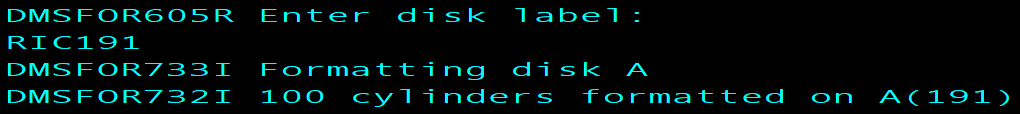 DMSFOR605R Enter disk label:
RIC191
DMSFOR733I Formatting disk A
DMSFOR732I 100 cylinders formatted on A(191)